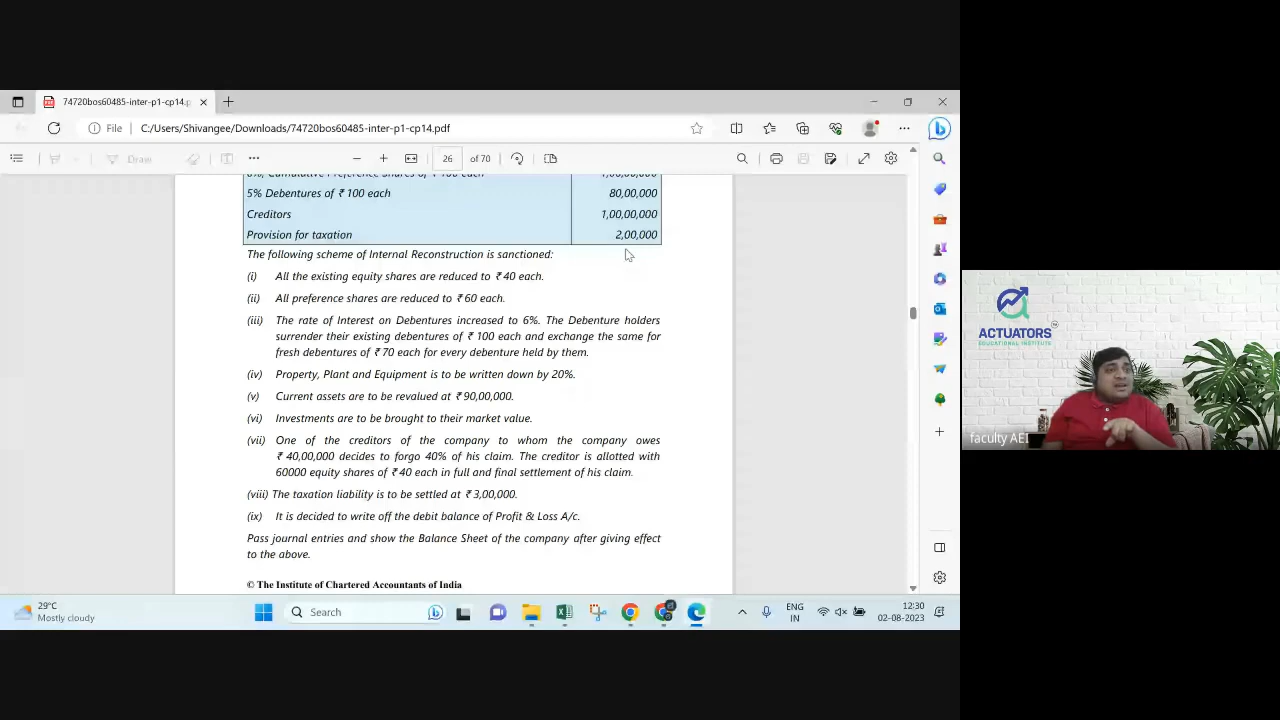 74720bos60485-inter-p1-cp14.p
File C:/Users/Shivangee/Downloads/74720bos60485-inter-p1-cp14.pdf
Draw 26 of 70
6%, Cumulative Preference Shares of ₹ 100 each 1,00,00,000
5% Debentures of ₹ 100 each 80,00,000
Creditors 1,00,00,000
Provision for taxation 2,00,000
The following scheme of Internal Reconstruction is sanctioned:
(i) All the existing equity shares are reduced to ₹ 40 each.
(ii) All preference shares are reduced to ₹ 60 each.
(iii) The rate of Interest on Debentures increased to 6%. The Debenture holders
surrender their existing debentures of ₹ 100 each and exchange the same for
fresh debentures of ₹ 70 each for every debenture held by them.
(iv) Property, Plant and Equipment is to be written down by 20%.
(v) Current assets are to be revalued at ₹ 90,00,000.
(vi) Investments are to be brought to their market value.
(vii) One of the creditors of the company to whom the company owes
₹ 40,00,000 decides to forgo 40% of his claim. The creditor is allotted with
60000 equity shares of ₹ 40 each in full and final settlement of his claim.
(viii) The taxation liability is to be settled at ₹ 3,00,000.
(ix) It is decided to write off the debit balance of Profit & Loss A/c.
Pass journal entries and show the Balance Sheet of the company after giving effect
to the above.
© The Institute of Chartered Accountants of India
ACTUATORS
EDUCATIONAL INSTITUTE
faculty AEI
29°C
Mostly cloudy
Search
ENG
IN
12:30
02-08-2023